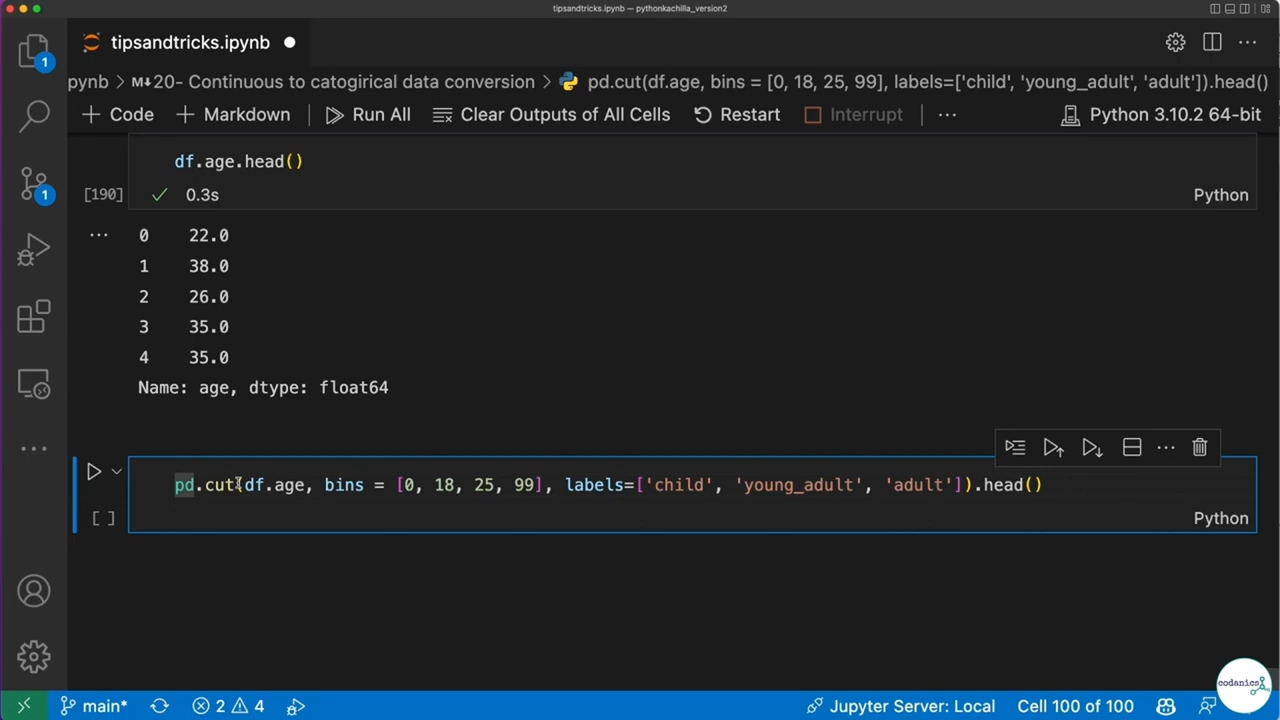 tipsandtricks.ipynb — pythonkachilla_version2
tipsandtricks.ipynb
pynb > M↓20- Continuous to catogirical data conversion > pd.cut(df.age, bins = [0, 18, 25, 99], labels=['child', 'young_adult', 'adult']).head()
+ Code + Markdown Run All Clear Outputs of All Cells Restart Interrupt ... Python 3.10.2 64-bit
df.age.head()
[190] ✓ 0.3s Python
0 22.0
1 38.0
2 26.0
3 35.0
4 35.0
Name: age, dtype: float64
pd.cut(df.age, bins = [0, 18, 25, 99], labels=['child', 'young_adult', 'adult']).head()
[ ] Python
1
1
main* 2 4 Jupyter Server: Local Cell 100 of 100
codanics